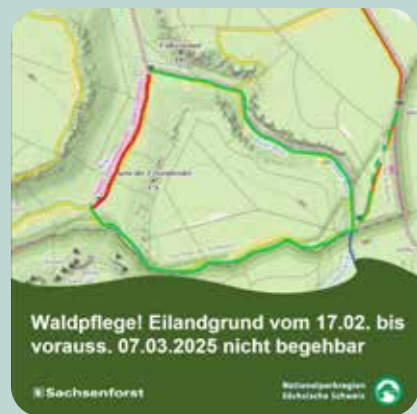 Waldpflege! Eilandgrund vom 17.02. bis
vorauss. 07.03.2025 nicht begehbar
Sachsenforst
Nationalparkregion
Sächsische Schweiz